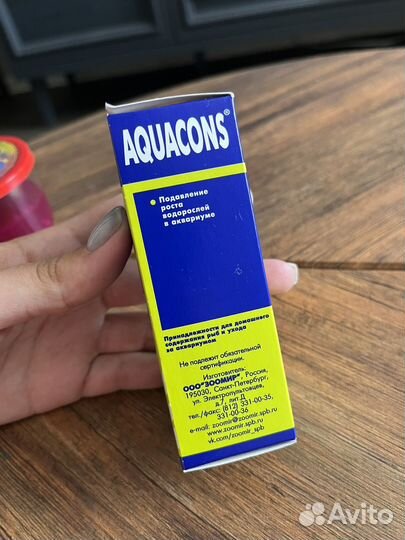 AQUACONS®
Подавление
роста
водорослей
в аквариуме
Принадлежности для домашнего
содержания рыб и ухода
за аквариумом
Не подлежит обязательной
сертификации.
Изготовитель:
ООО"ЗООМИР", Россия,
195030, Санкт-Петербург,
ул. Электропультовцев,
д.7, лит.Д
тел./факс: (812) 331-00-35,
331-00-36
e-mail: zoomir@zoomir.spb.ru
www.zoomir.spb.ru
vk.com/zoomir_spb
Avito